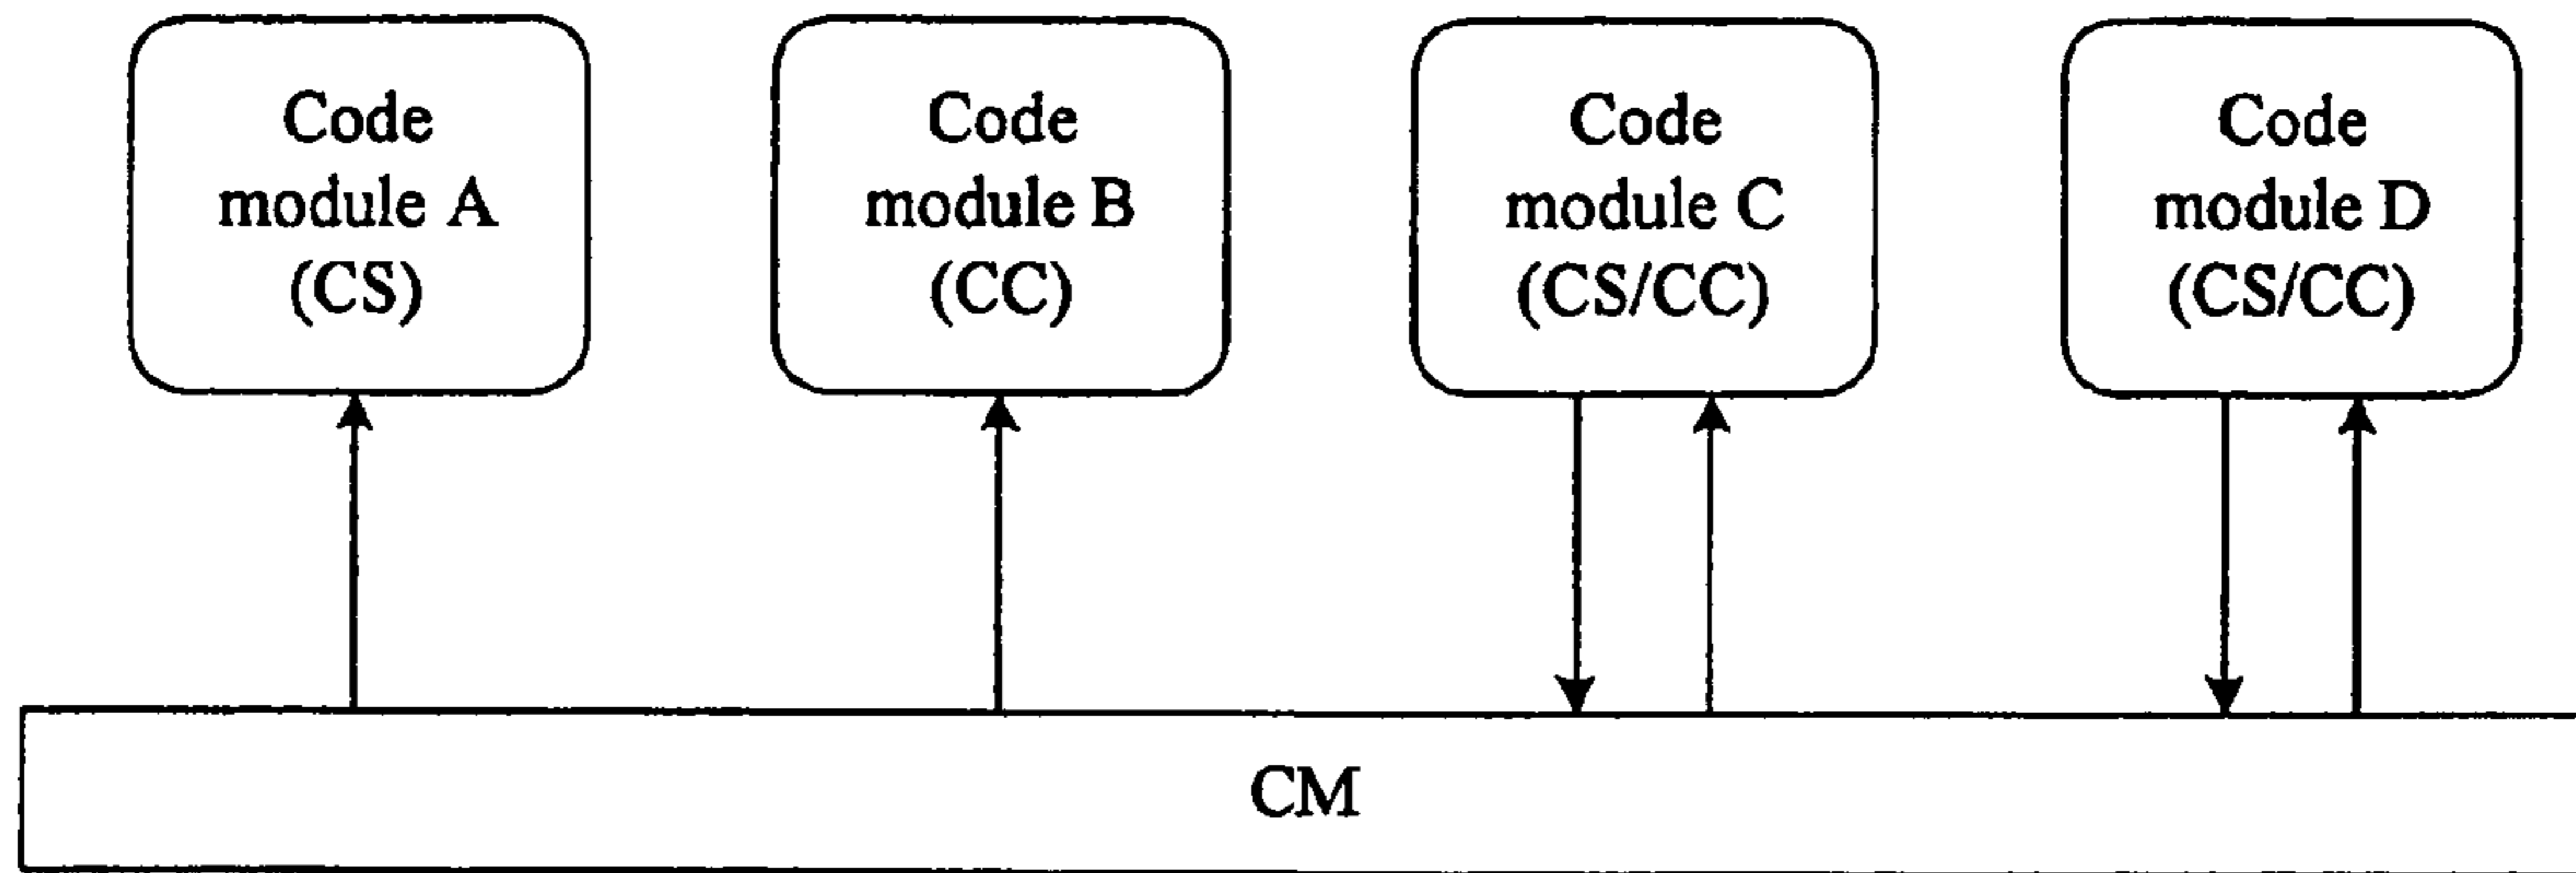 Code
module A
(CS)
Code
module B
(CC)
Code
module C
(CS/CC)
Code
module D
(CS/CC)
CM